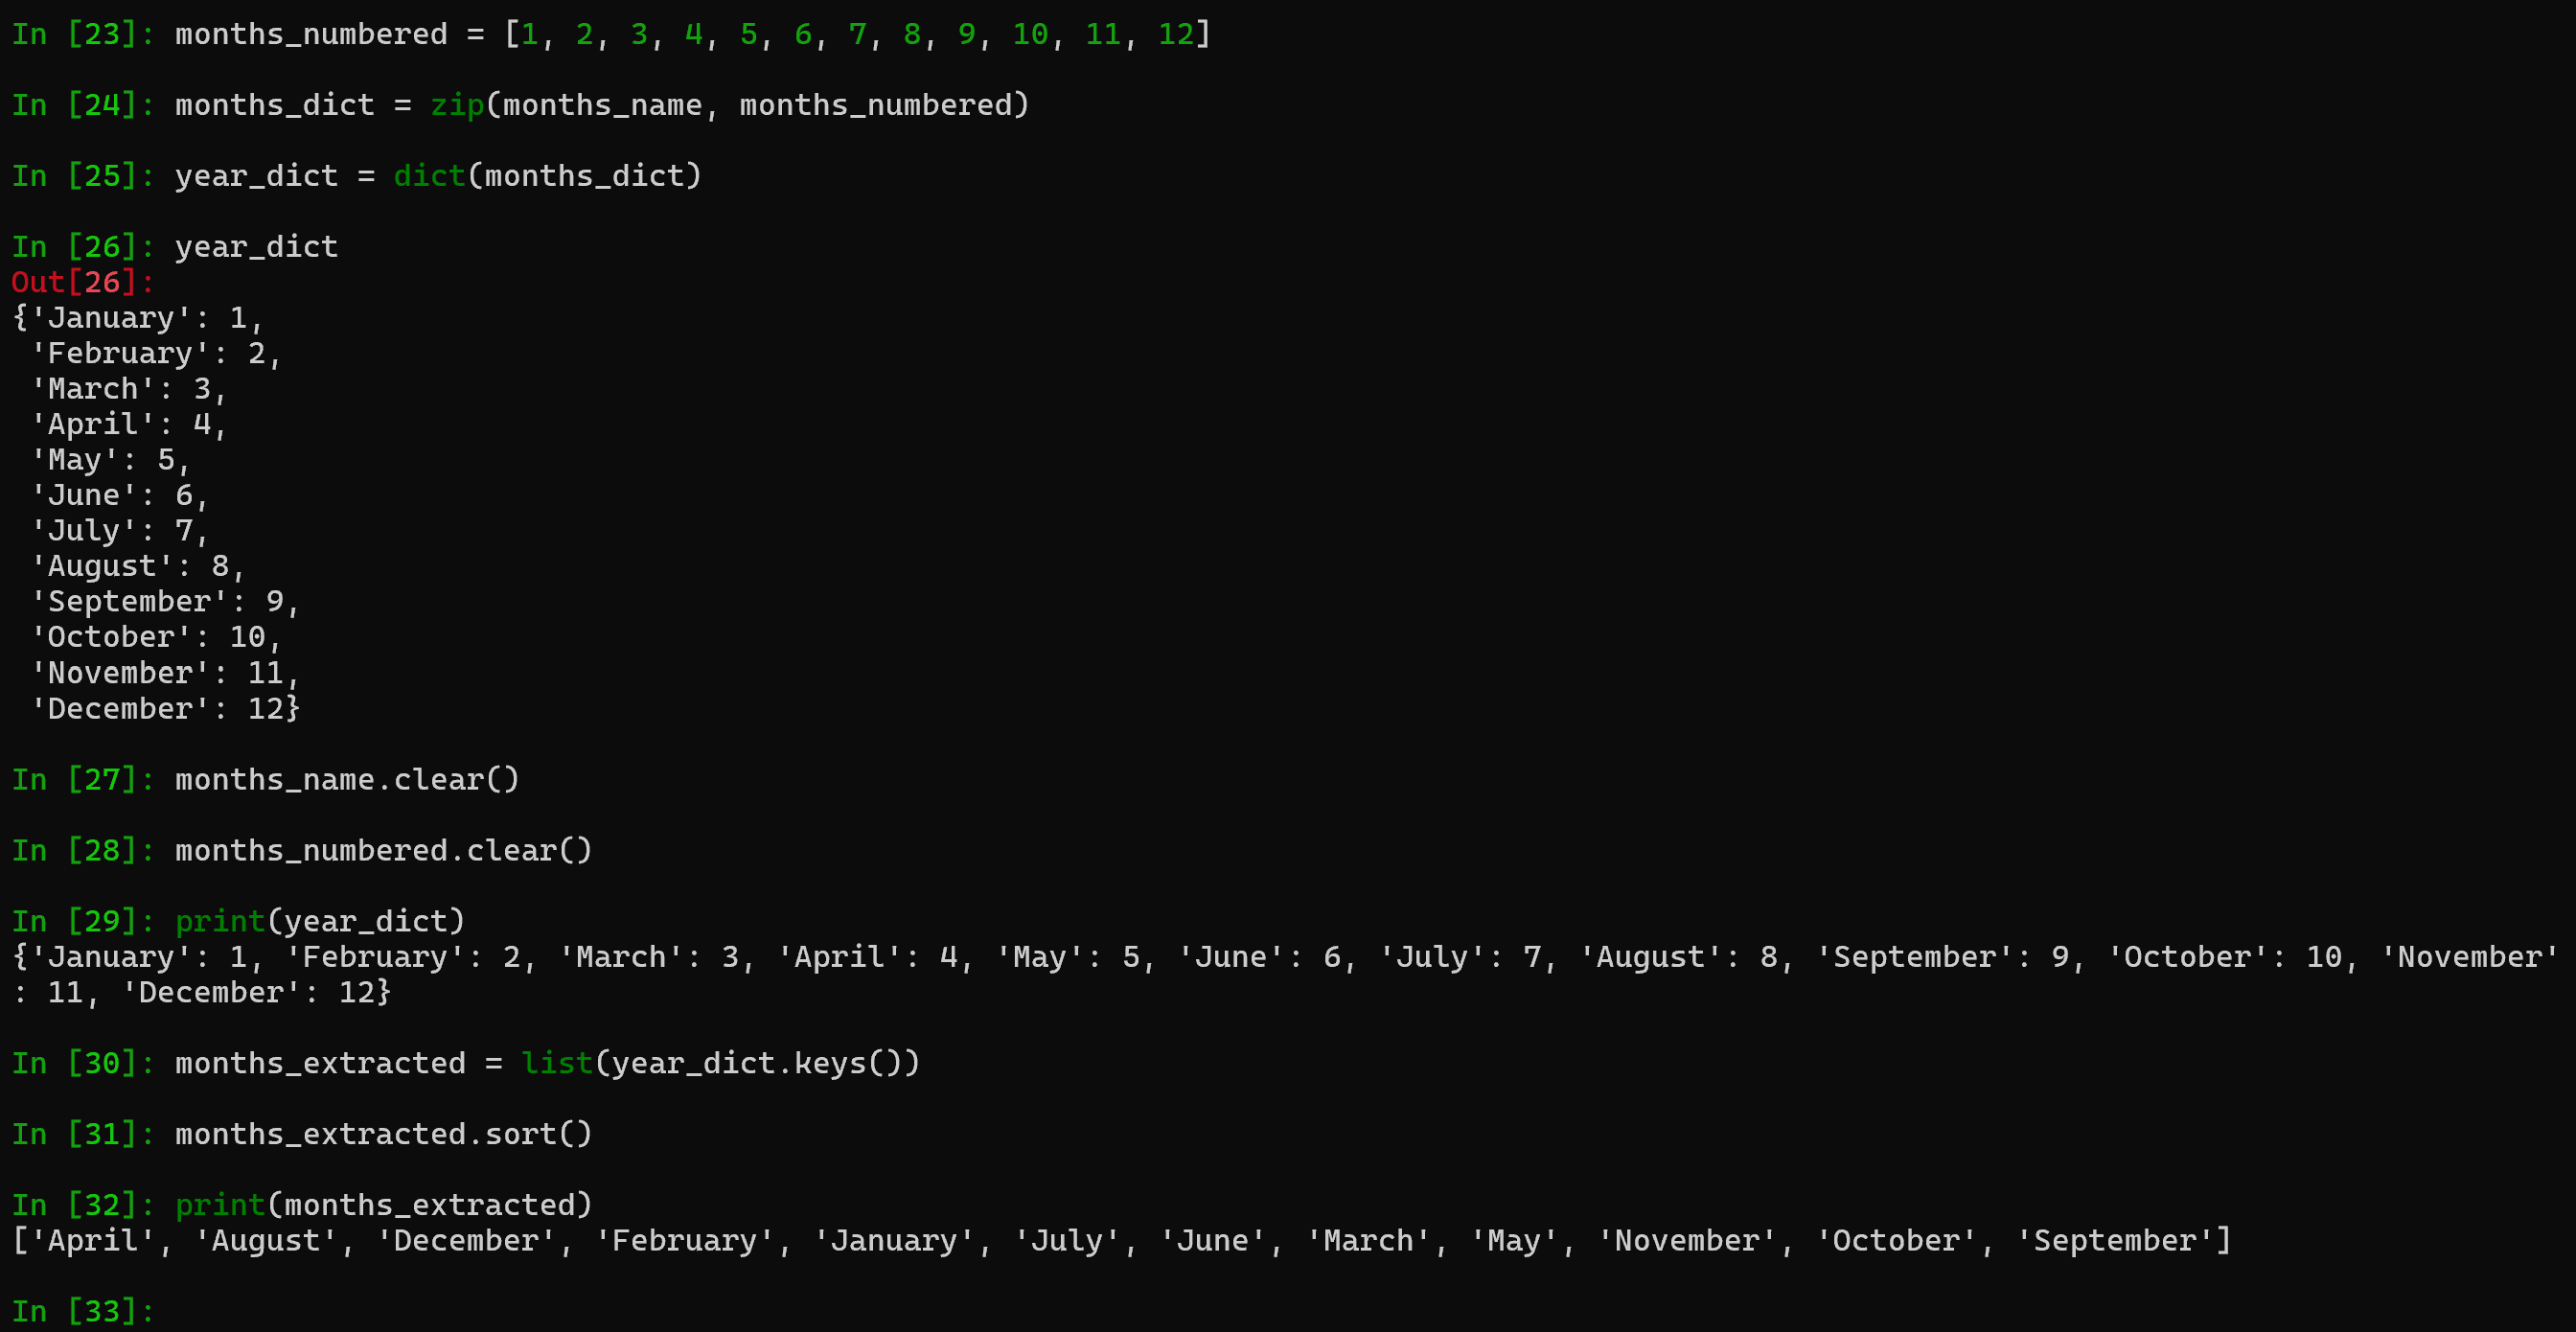 In [23]: months_numbered = [1, 2, 3, 4, 5, 6, 7, 8, 9, 10, 11, 12]
In [24]: months_dict = zip(months_name, months_numbered)
In [25]: year_dict = dict(months_dict)
In [26]: year_dict
Out[26]:
{'January': 1,
 'February': 2,
 'March': 3,
 'April': 4,
 'May': 5,
 'June': 6,
 'July': 7,
 'August': 8,
 'September': 9,
 'October': 10,
 'November': 11,
 'December': 12}
In [27]: months_name.clear()
In [28]: months_numbered.clear()
In [29]: print(year_dict)
{'January': 1, 'February': 2, 'March': 3, 'April': 4, 'May': 5, 'June': 6, 'July': 7, 'August': 8, 'September': 9, 'October': 10, 'November'
: 11, 'December': 12}
In [30]: months_extracted = list(year_dict.keys())
In [31]: months_extracted.sort()
In [32]: print(months_extracted)
['April', 'August', 'December', 'February', 'January', 'July', 'June', 'March', 'May', 'November', 'October', 'September']
In [33]: